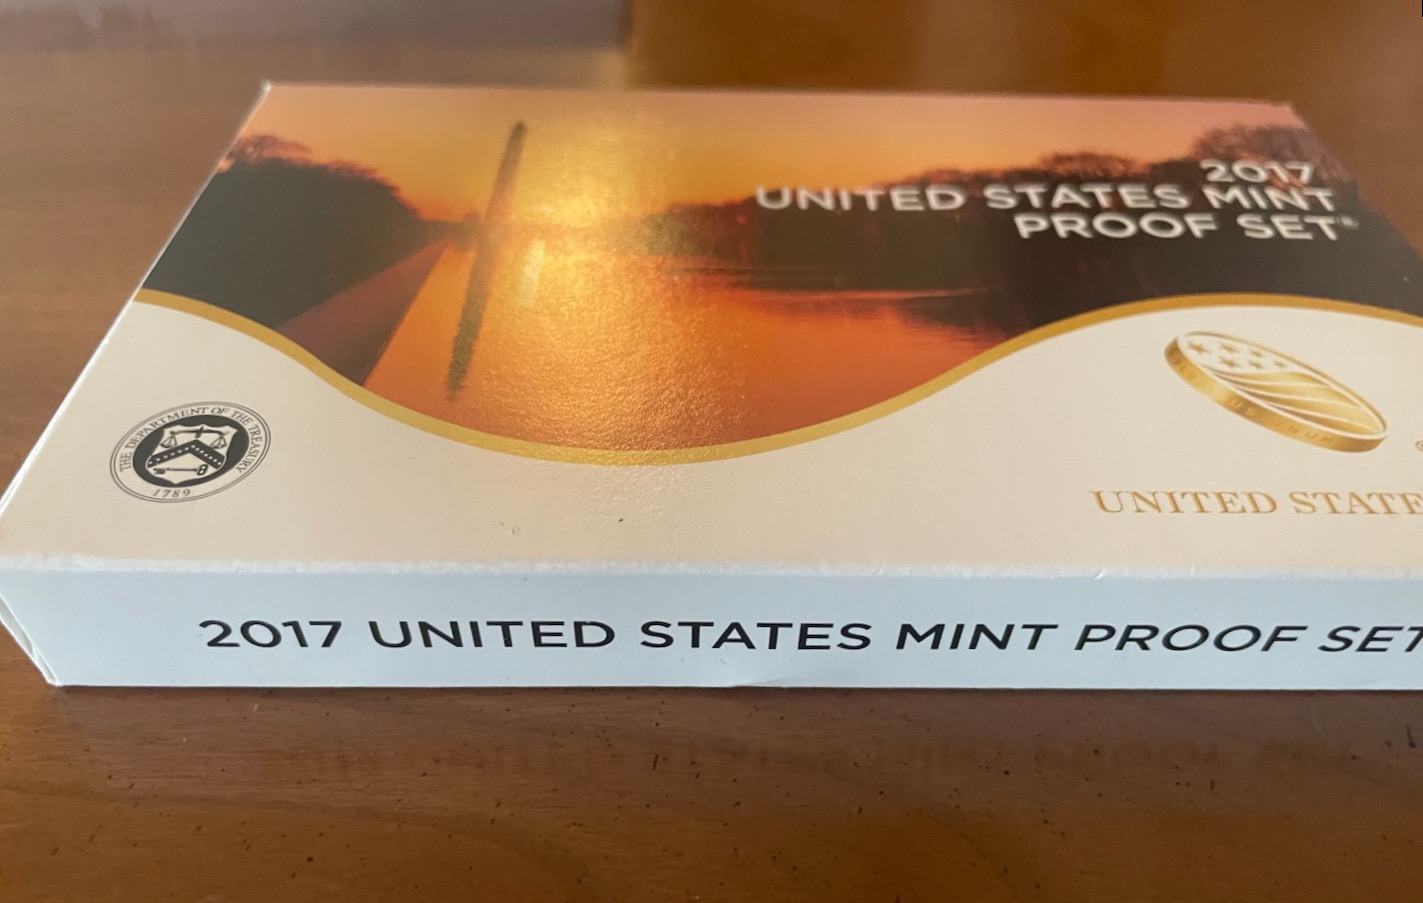 2017
UNITED STATES MINT
PROOF SET®
THE DEPARTMENT OF THE TREASURY
1789
UNITED STATE
2017 UNITED STATES MINT PROOF SET